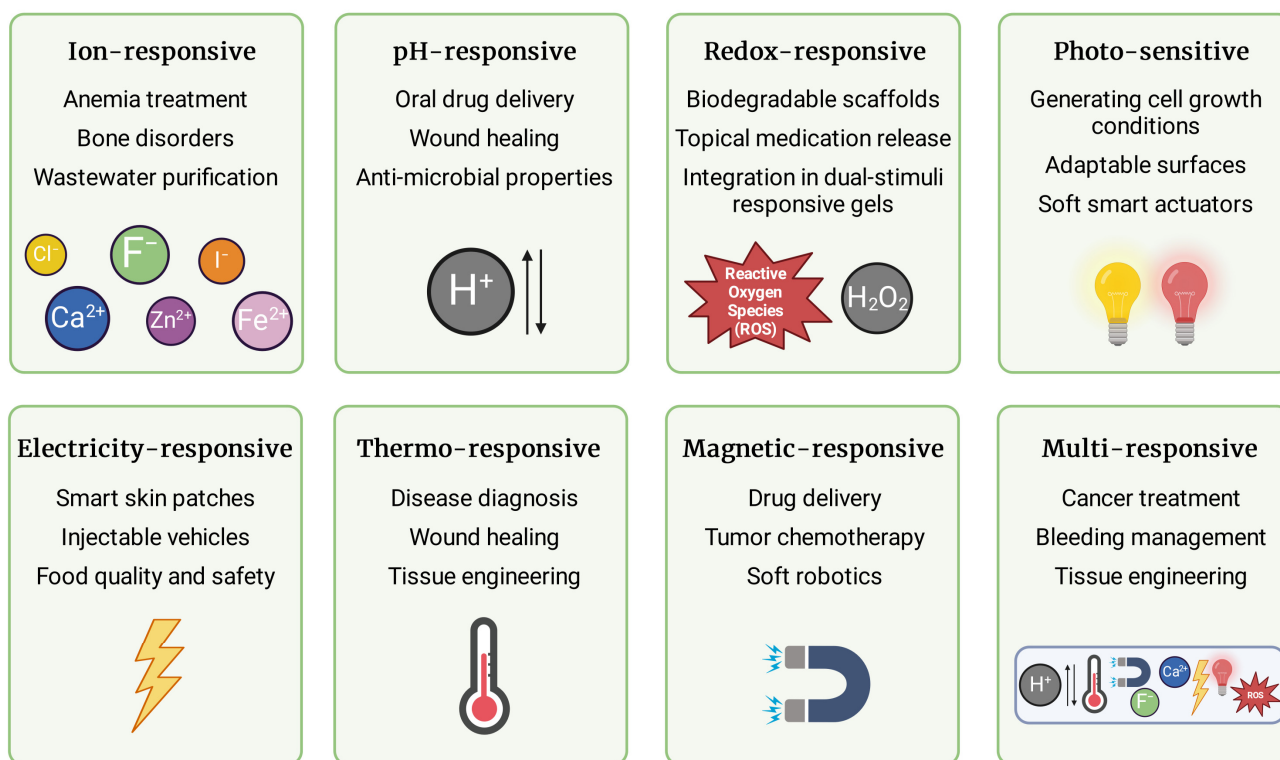 Ion-responsive
Anemia treatment
Bone disorders
Wastewater purification
Cl⁻
F⁻
I⁻
Ca²⁺
Zn²⁺
Fe²⁺
pH-responsive
Oral drug delivery
Wound healing
Anti-microbial properties
H⁺
Redox-responsive
Biodegradable scaffolds
Topical medication release
Integration in dual-stimuli
responsive gels
Reactive
Oxygen
Species
(ROS)
H₂O₂
Photo-sensitive
Generating cell growth
conditions
Adaptable surfaces
Soft smart actuators
Electricity-responsive
Smart skin patches
Injectable vehicles
Food quality and safety
Thermo-responsive
Disease diagnosis
Wound healing
Tissue engineering
Magnetic-responsive
Drug delivery
Tumor chemotherapy
Soft robotics
Multi-responsive
Cancer treatment
Bleeding management
Tissue engineering
H⁺
F⁻
Ca²⁺
ROS